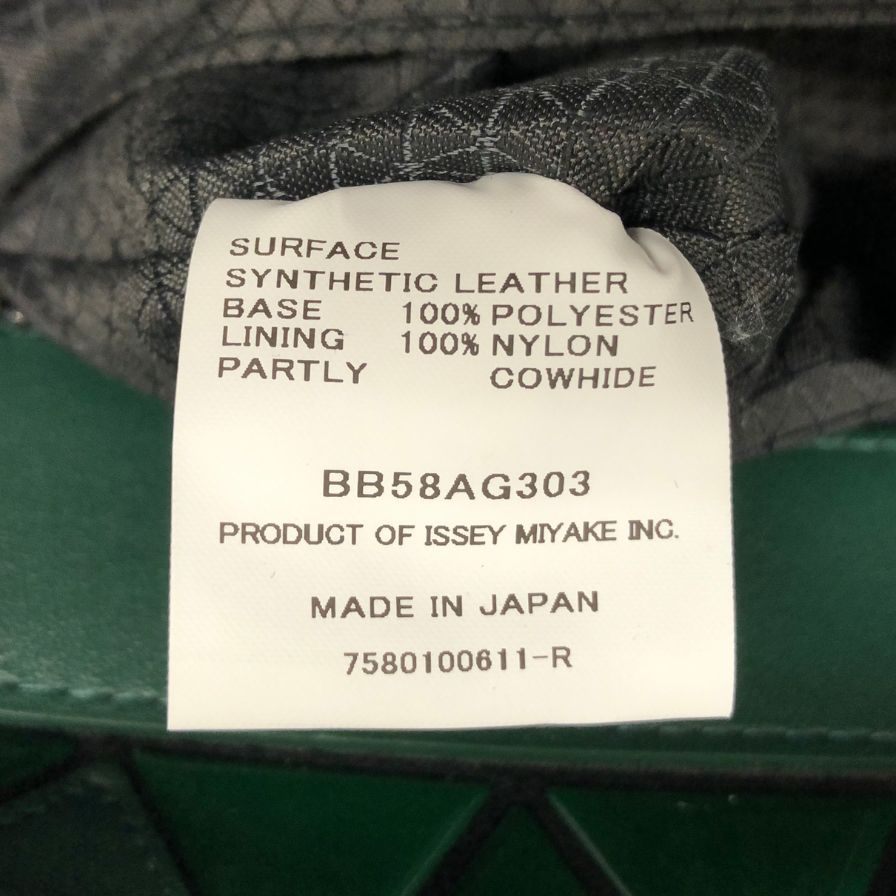 SURFACE
SYNTHETIC LEATHER
BASE 100% POLYESTER
LINING 100% NYLON
PARTLY COWHIDE
BB58AG303
PRODUCT OF ISSEY MIYAKE INC.
MADE IN JAPAN
7580100611-R